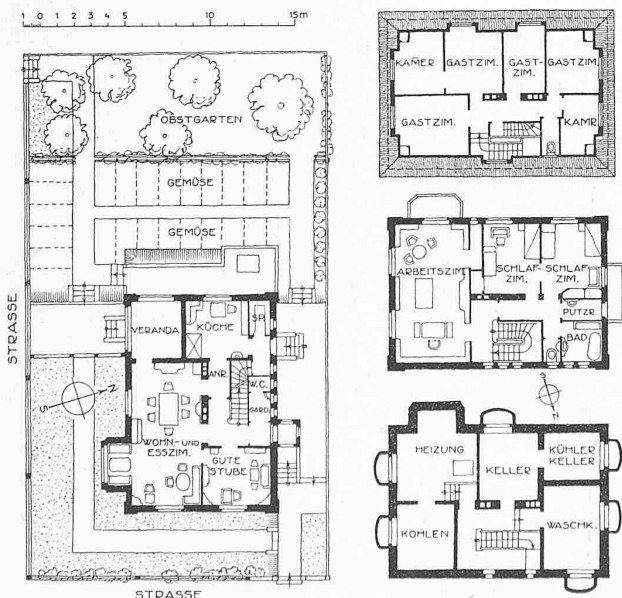 1 0 1 2 3 4 5 10 15 m
OBSTGARTEN
GEMÜSE
GEMÜSE
STRASSE
VERANDA
KÜCHE
SP.
ANR.
W.C.
GARD.
WOHN- UND
ESSZIM.
GUTE
STUBE
S
N
STRASSE
KAMER
GASTZIM.
GAST-
ZIM.
GASTZIM.
GASTZIM.
KAMR.
ARBEITSZIM.
SCHLAF-
ZIM.
SCHLAF
ZIM.
PUTZR.
BAD
S
N
HEIZUNG
KELLER
KÜHLER
KELLER
KOHLEN
WASCHK.